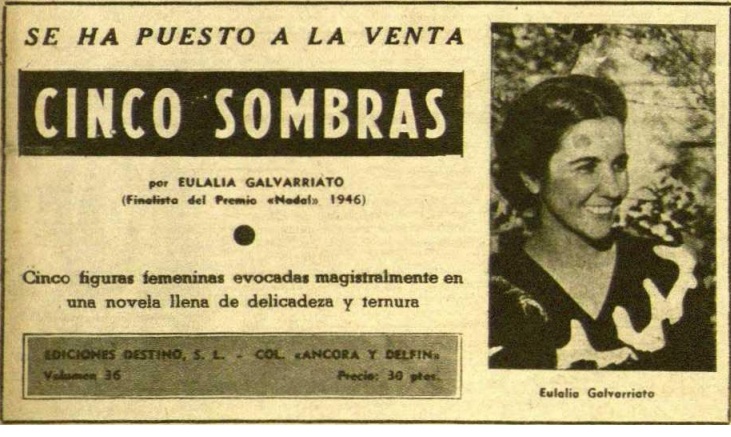 SE HA PUESTO A LA VENTA
CINCO SOMBRAS
por EULALIA GALVARRIATO
(Finalista del Premio «Nadal» 1946)
Cinco figuras femeninas evocadas magistralmente en
una novela llena de delicadeza y ternura
EDICIONES DESTINO, S. L. - COL. «ANCORA Y DELFIN»
Volumen 36 Precio: 30 ptas.
Eulalia Galvarriato